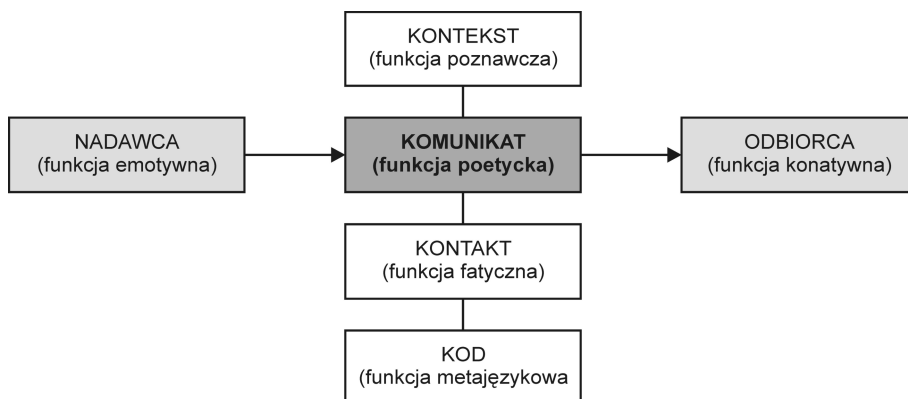 KONTEKST
(funkcja poznawcza)
NADAWCA
(funkcja emotywna)
KOMUNIKAT
(funkcja poetycka)
ODBIORCA
(funkcja konatywna)
KONTAKT
(funkcja fatyczna)
KOD
(funkcja metajęzykowa